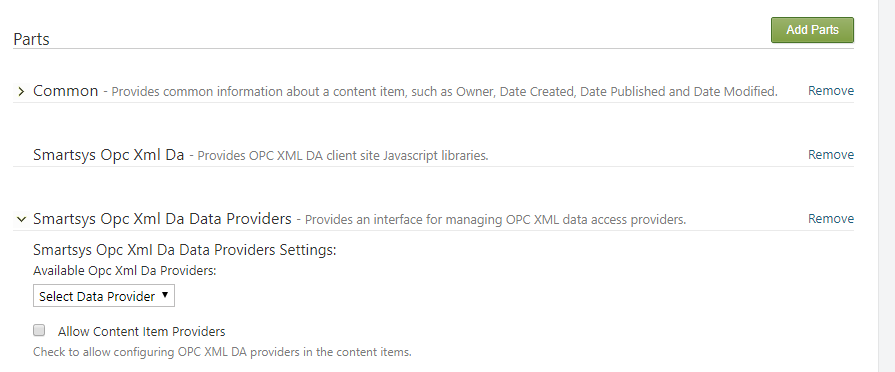 Add Parts
Parts
Common - Provides common information about a content item, such as Owner, Date Created, Date Published and Date Modified. Remove
Smartsys Opc Xml Da - Provides OPC XML DA client site Javascript libraries. Remove
Smartsys Opc Xml Da Data Providers - Provides an interface for managing OPC XML data access providers. Remove
Smartsys Opc Xml Da Data Providers Settings:
Available Opc Xml Da Providers:
Select Data Provider
Allow Content Item Providers
Check to allow configuring OPC XML DA providers in the content items.